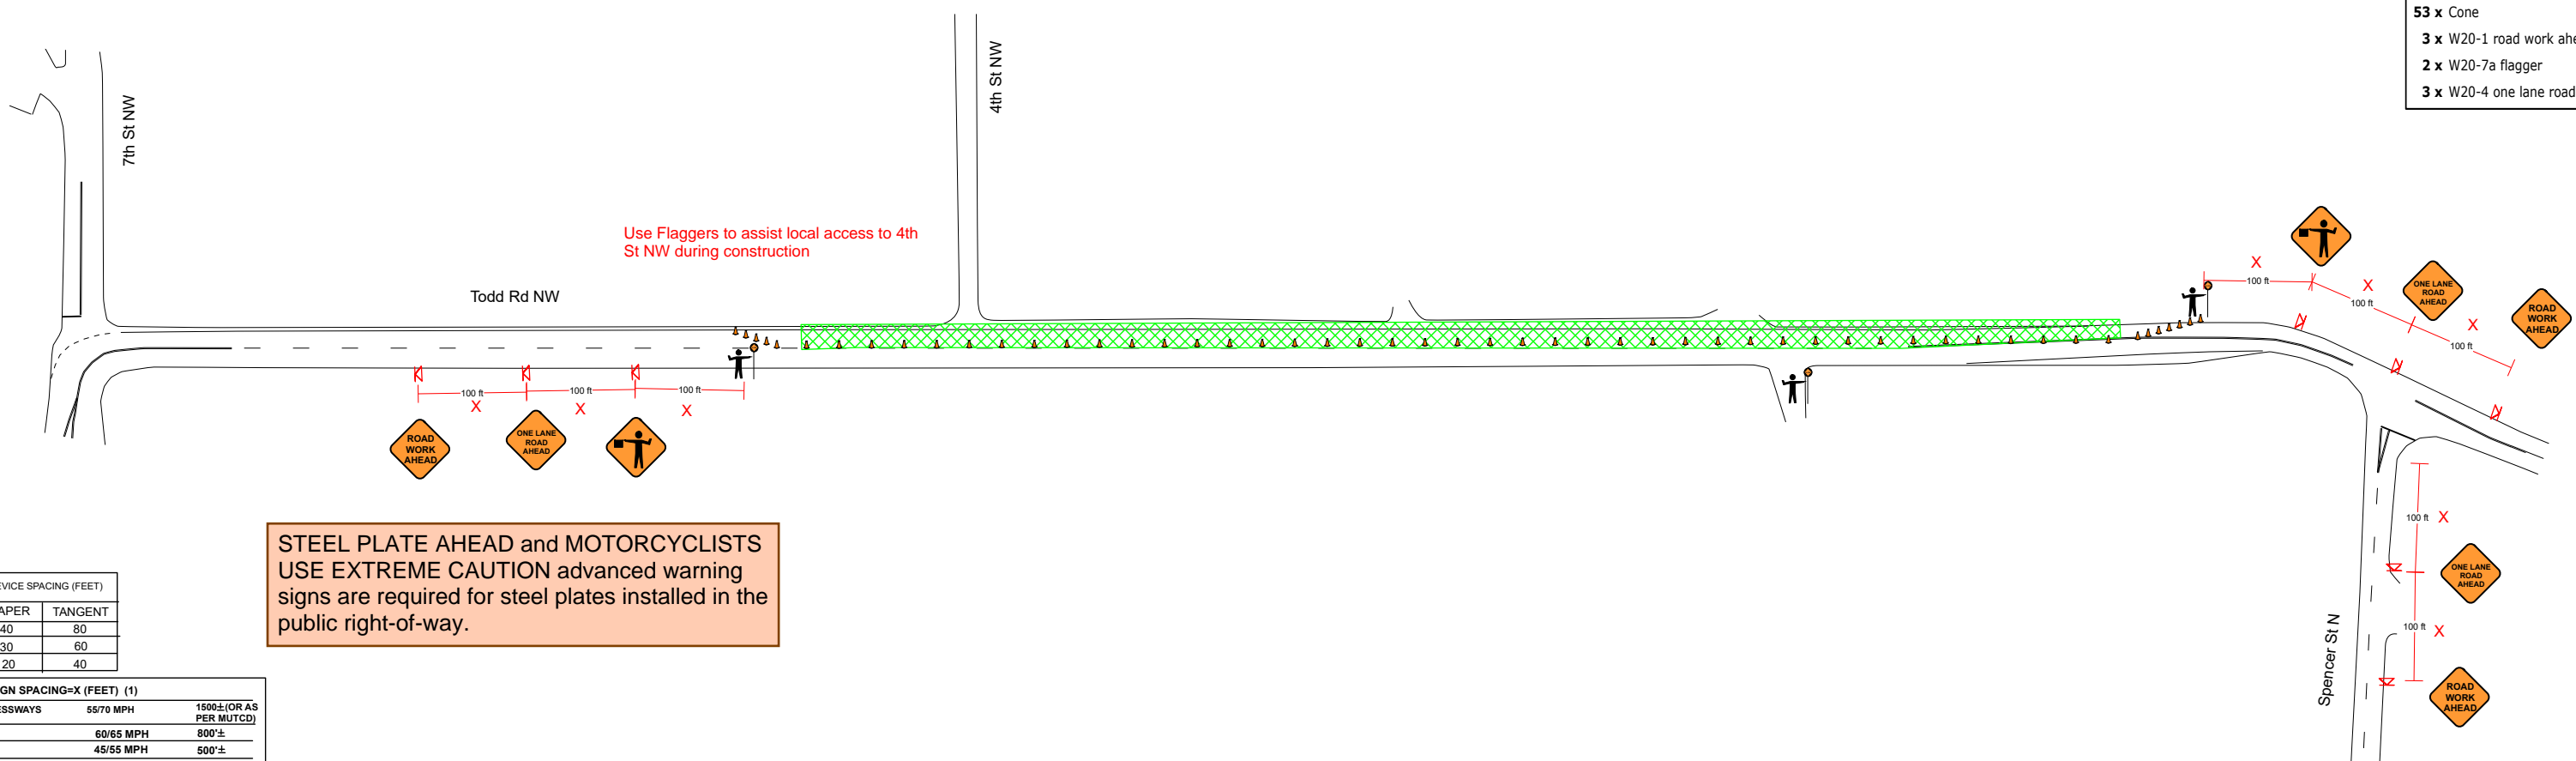 53 x Cone
3 x W20-1 road work
2 x W20-7a flagger
3 x W20-4 one lane road
7th St NW
4th St NW
Use Flaggers to assist local access to 4th
St NW during construction
Todd Rd NW
X
100 ft
X
100 ft
X
100 ft
ONE LANE
ROAD
AHEAD
ROAD
WORK
AHEAD
100 ft
100 ft
100 ft
X
X
X
ROAD
WORK
AHEAD
ONE LANE
ROAD
AHEAD
STEEL PLATE AHEAD and MOTORCYCLISTS
USE EXTREME CAUTION advanced warning
signs are required for steel plates installed in the
public right-of-way.
100 ft X
ONE LANE
ROAD
AHEAD
100 ft X
ROAD
WORK
AHEAD
Spencer St N
SPACING (FEET)
TANGENT
40 80
30 60
20 40
SPACING=X (FEET) (1)
55/70 MPH 1500±(OR AS
PER MUTCD)
60/65 MPH 800'±
45/55 MPH 500'±